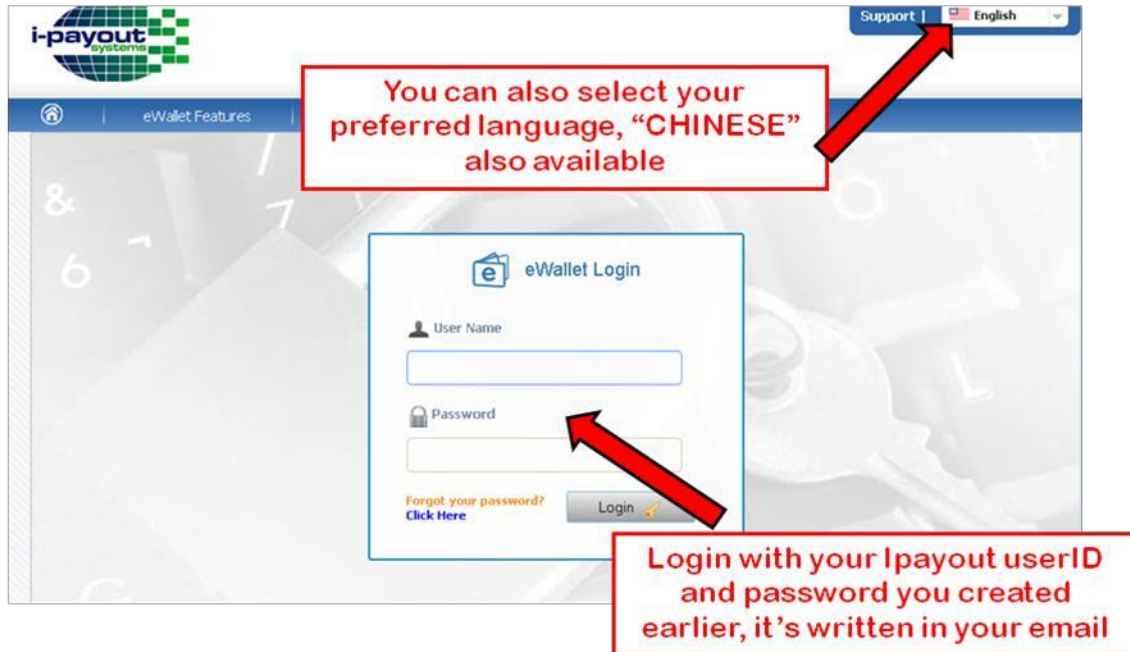 i-payout
systems
Support | English
You can also select your
preferred language, “CHINESE”
also available
eWallet Features
eWallet Login
User Name
Password
Forgot your password?
Click Here
Login
Login with your Ipayout userID
and password you created
earlier, it’s written in your email
&
7
6
L